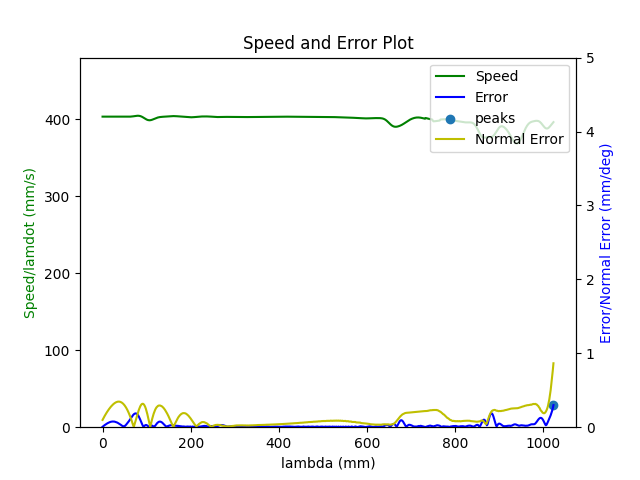 Speed and Error Plot
Speed
Error
peaks
Normal Error
Speed/lamdot (mm/s)
400
300
200
100
0
5
4
3
2
1
0
Error/Normal Error (mm/deg)
0 200 400 600 800 1000
lambda (mm)